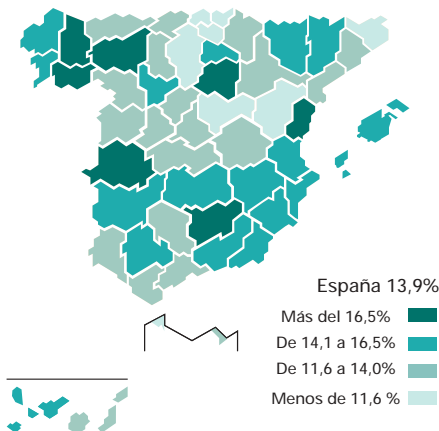 España 13,9%
Más del 16,5%
De 14,1 a 16,5%
De 11,6 a 14,0%
Menos de 11,6 %